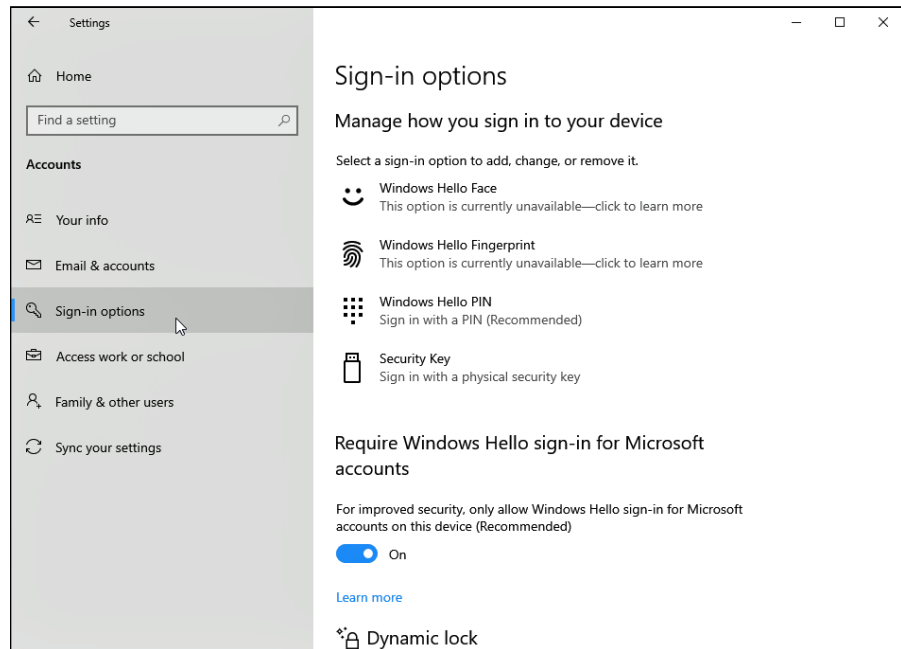 Settings
Home
Find a setting
Accounts
Your info
Email & accounts
Sign-in options
Access work or school
Family & other users
Sync your settings
Sign-in options
Manage how you sign in to your device
Select a sign-in option to add, change, or remove it.
Windows Hello Face
This option is currently unavailable—click to learn more
Windows Hello Fingerprint
This option is currently unavailable—click to learn more
Windows Hello PIN
Sign in with a PIN (Recommended)
Security Key
Sign in with a physical security key
Require Windows Hello sign-in for Microsoft
accounts
For improved security, only allow Windows Hello sign-in for Microsoft
accounts on this device (Recommended)
On
Learn more
Dynamic lock